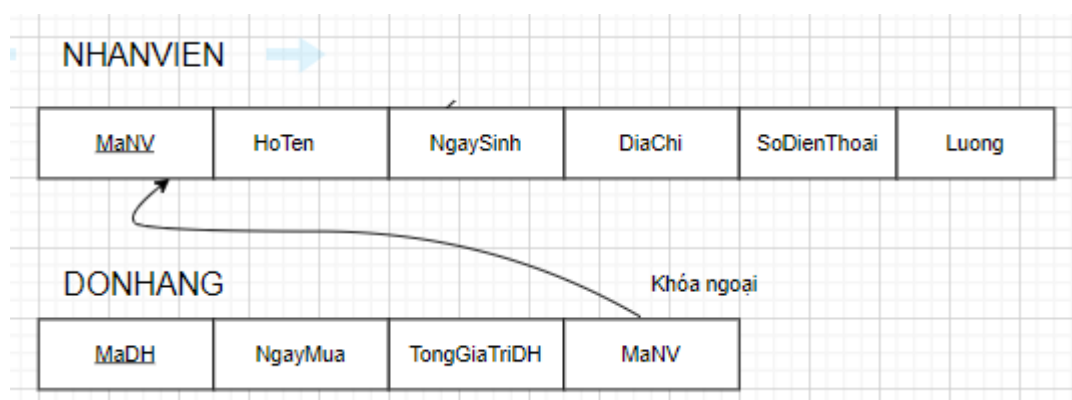 NHANVIEN
MaNV HoTen NgaySinh DiaChi SoDienThoai Luong
DONHANG
Khóa ngoại
MaDH NgayMua TongGiaTriDH MaNV